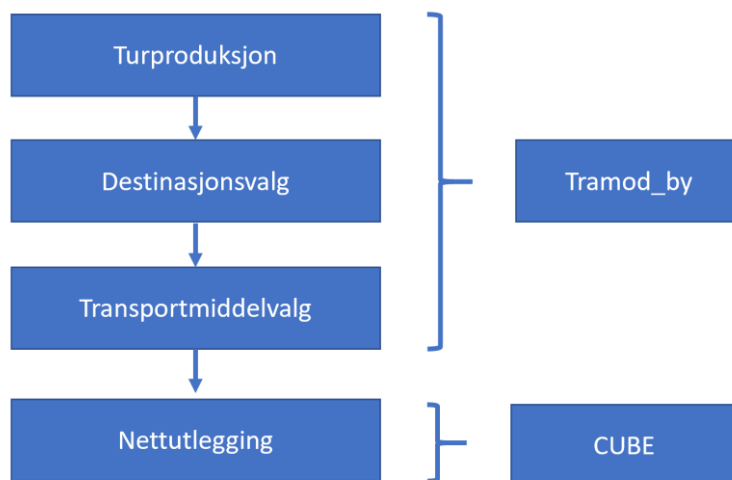 Turproduksjon
Destinasjonsvalg
Tramod_by
Transportmiddelvalg
Nettutlegging
CUBE